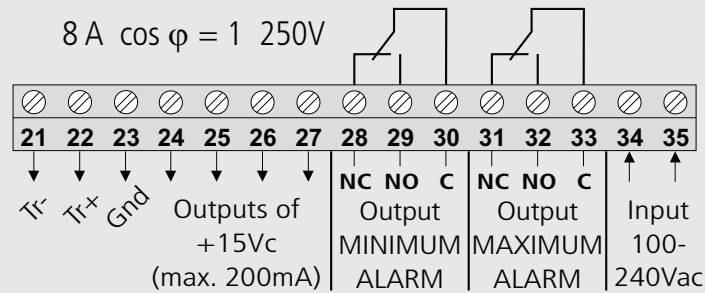 8 A cos φ = 1 250V
21 22 23 24 25 26 27 28 29 30 31 32 33 34 35
NC NO C NC NO C
Tr- Tr+ Gnd
Outputs of
+15Vc
(max. 200mA)
Output
MINIMUM
ALARM
Output
MAXIMUM
ALARM
Input
100-
240Vac